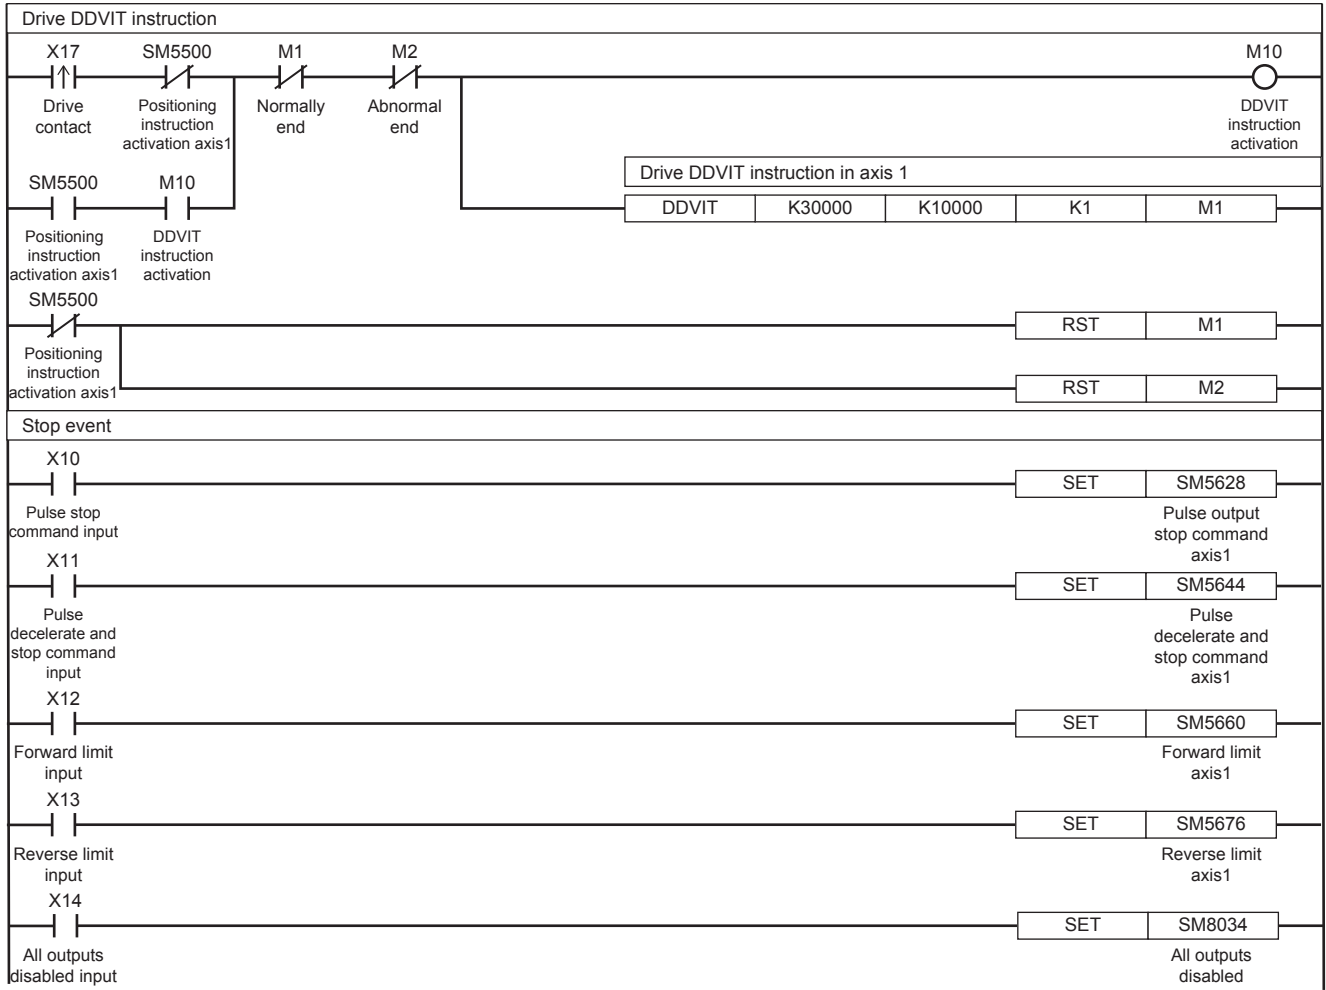 Drive DDVIT instruction
X17 SM5500 M1 M2 M10
Drive contact
Positioning instruction activation axis1
Normally end
Abnormal end
DDVIT instruction activation
Drive DDVIT instruction in axis 1
SM5500 M10
DDVIT K30000 K10000 K1 M1
Positioning instruction activation axis1
DDVIT instruction activation
SM5500
RST M1
Positioning instruction activation axis1
RST M2
Stop event
X10
SET SM5628
Pulse stop command input
Pulse output stop command axis1
X11
SET SM5644
Pulse decelerate and stop command input
Pulse decelerate and stop command axis1
X12
SET SM5660
Forward limit input
Forward limit axis1
X13
SET SM5676
Reverse limit input
Reverse limit axis1
X14
SET SM8034
All outputs disabled input
All outputs disabled